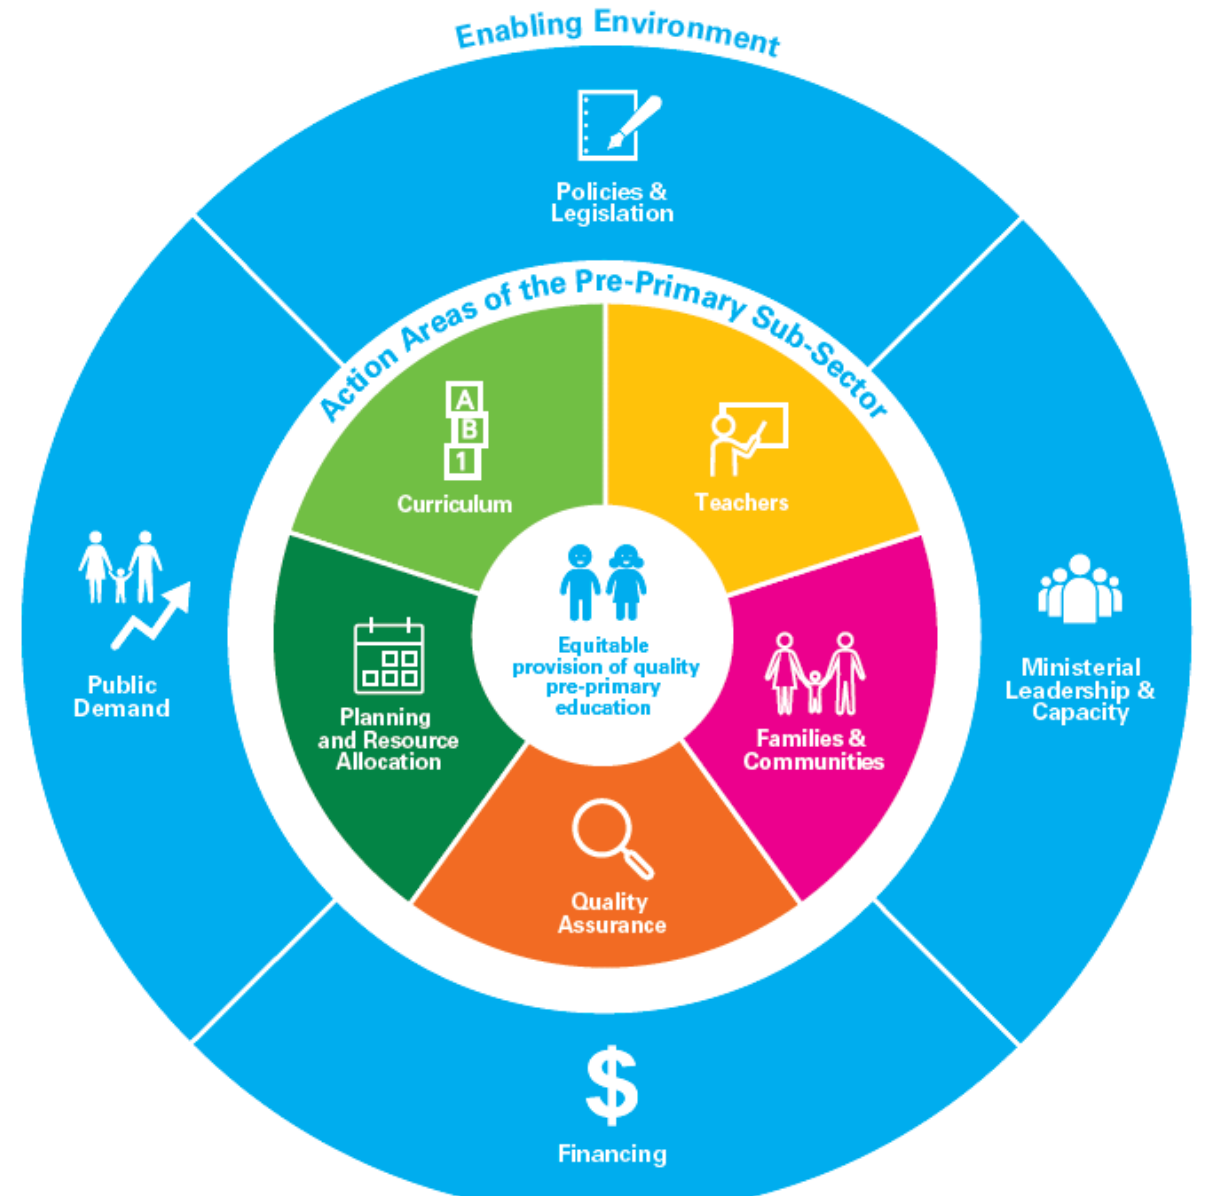 Enabling Environment
Policies &
Legislation
Action Areas of the Pre-Primary Sub-Sector
A
B
1
Curriculum
Teachers
Public
Demand
Planning
and Resource
Allocation
Equitable
provision of quality
pre-primary
education
Families &
Communities
Ministerial
Leadership &
Capacity
Quality
Assurance
$
Financing